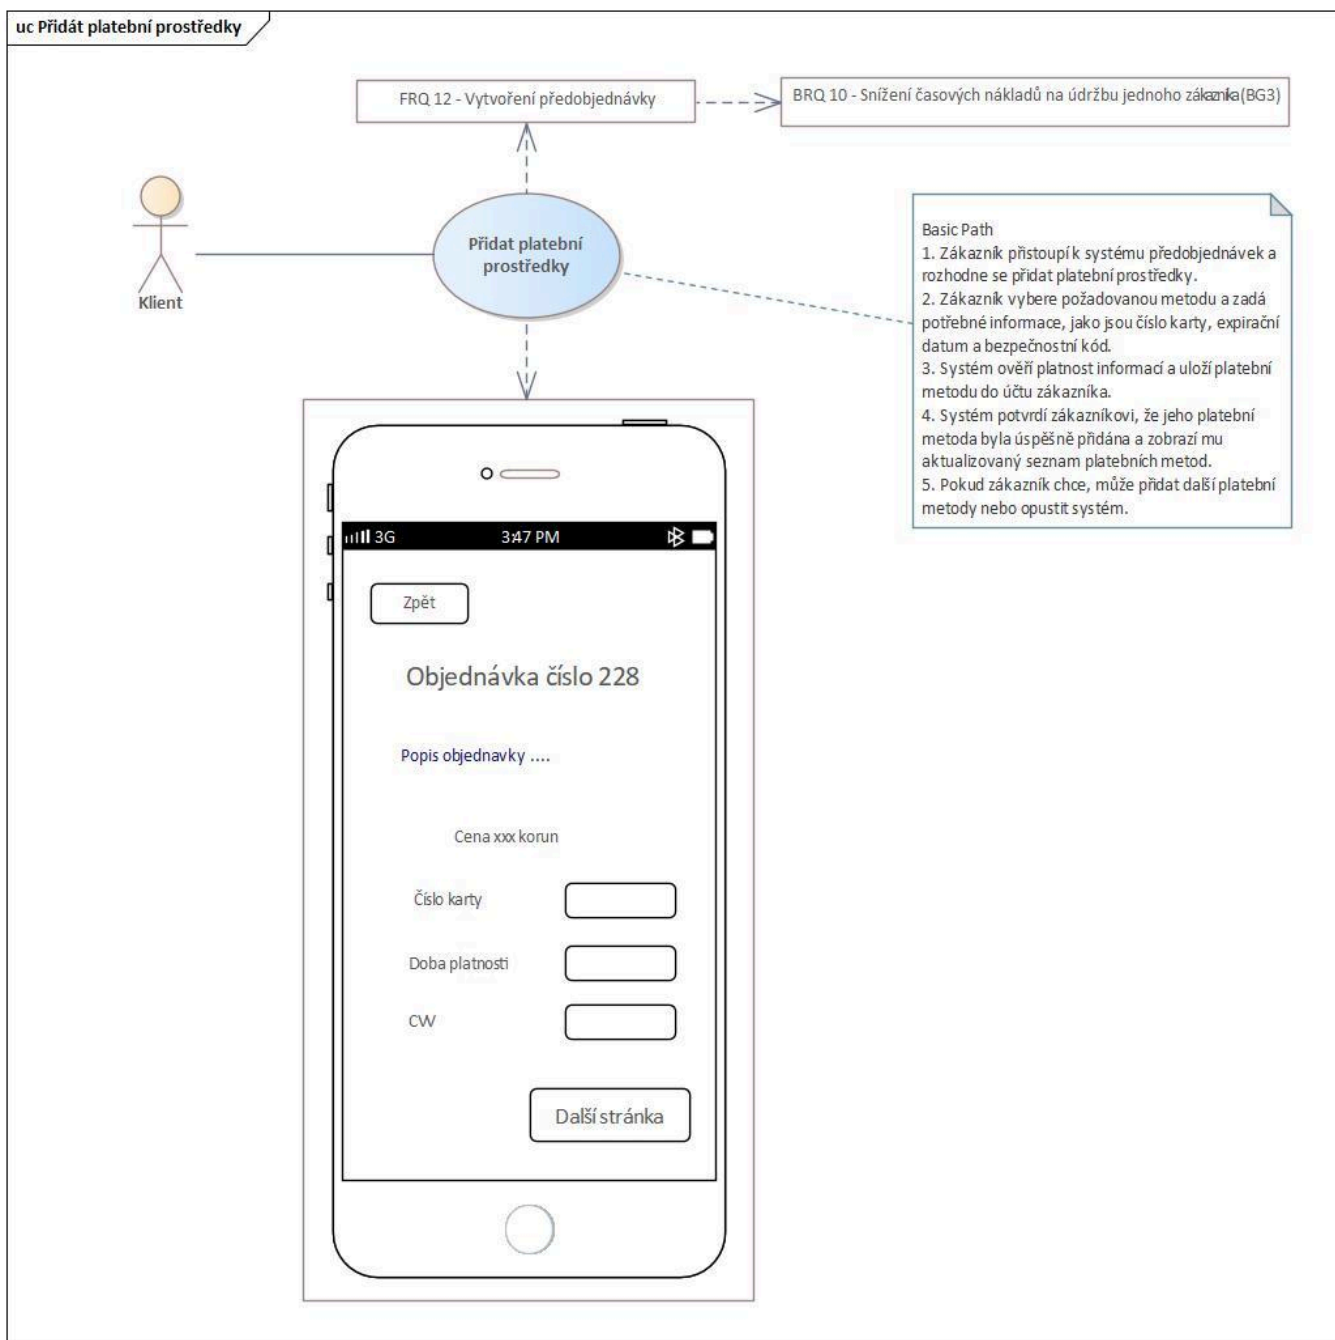 uc Přidát platební prostředky
FRQ 12 - Vytvoření předobjednávky
BRQ 10 - Snížení časových nákladů na údržbu jednoho zákazníka(BG3)
Přidat platební
prostředky
Klient
Basic Path
1. Zákazník přistoupí k systému předobjednávek a
rozhodne se přidat platební prostředky.
2. Zákazník vybere požadovanou metodu a zadá
potřebné informace, jako jsou číslo karty, expirační
datum a bezpečnostní kód.
3. Systém ověří platnost informací a uloží platební
metodu do účtu zákazníka.
4. Systém potvrdí zákazníkovi, že jeho platební
metoda byla úspěšně přidána a zobrazí mu
aktualizovaný seznam platebních metod.
5. Pokud zákazník chce, může přidat další platební
metody nebo opustit systém.
3G 3:47 PM
Zpět
Objednávka číslo 228
Popis objednavky ....
Cena xxx korun
Číslo karty
Doba platnosti
CVV
Další stránka